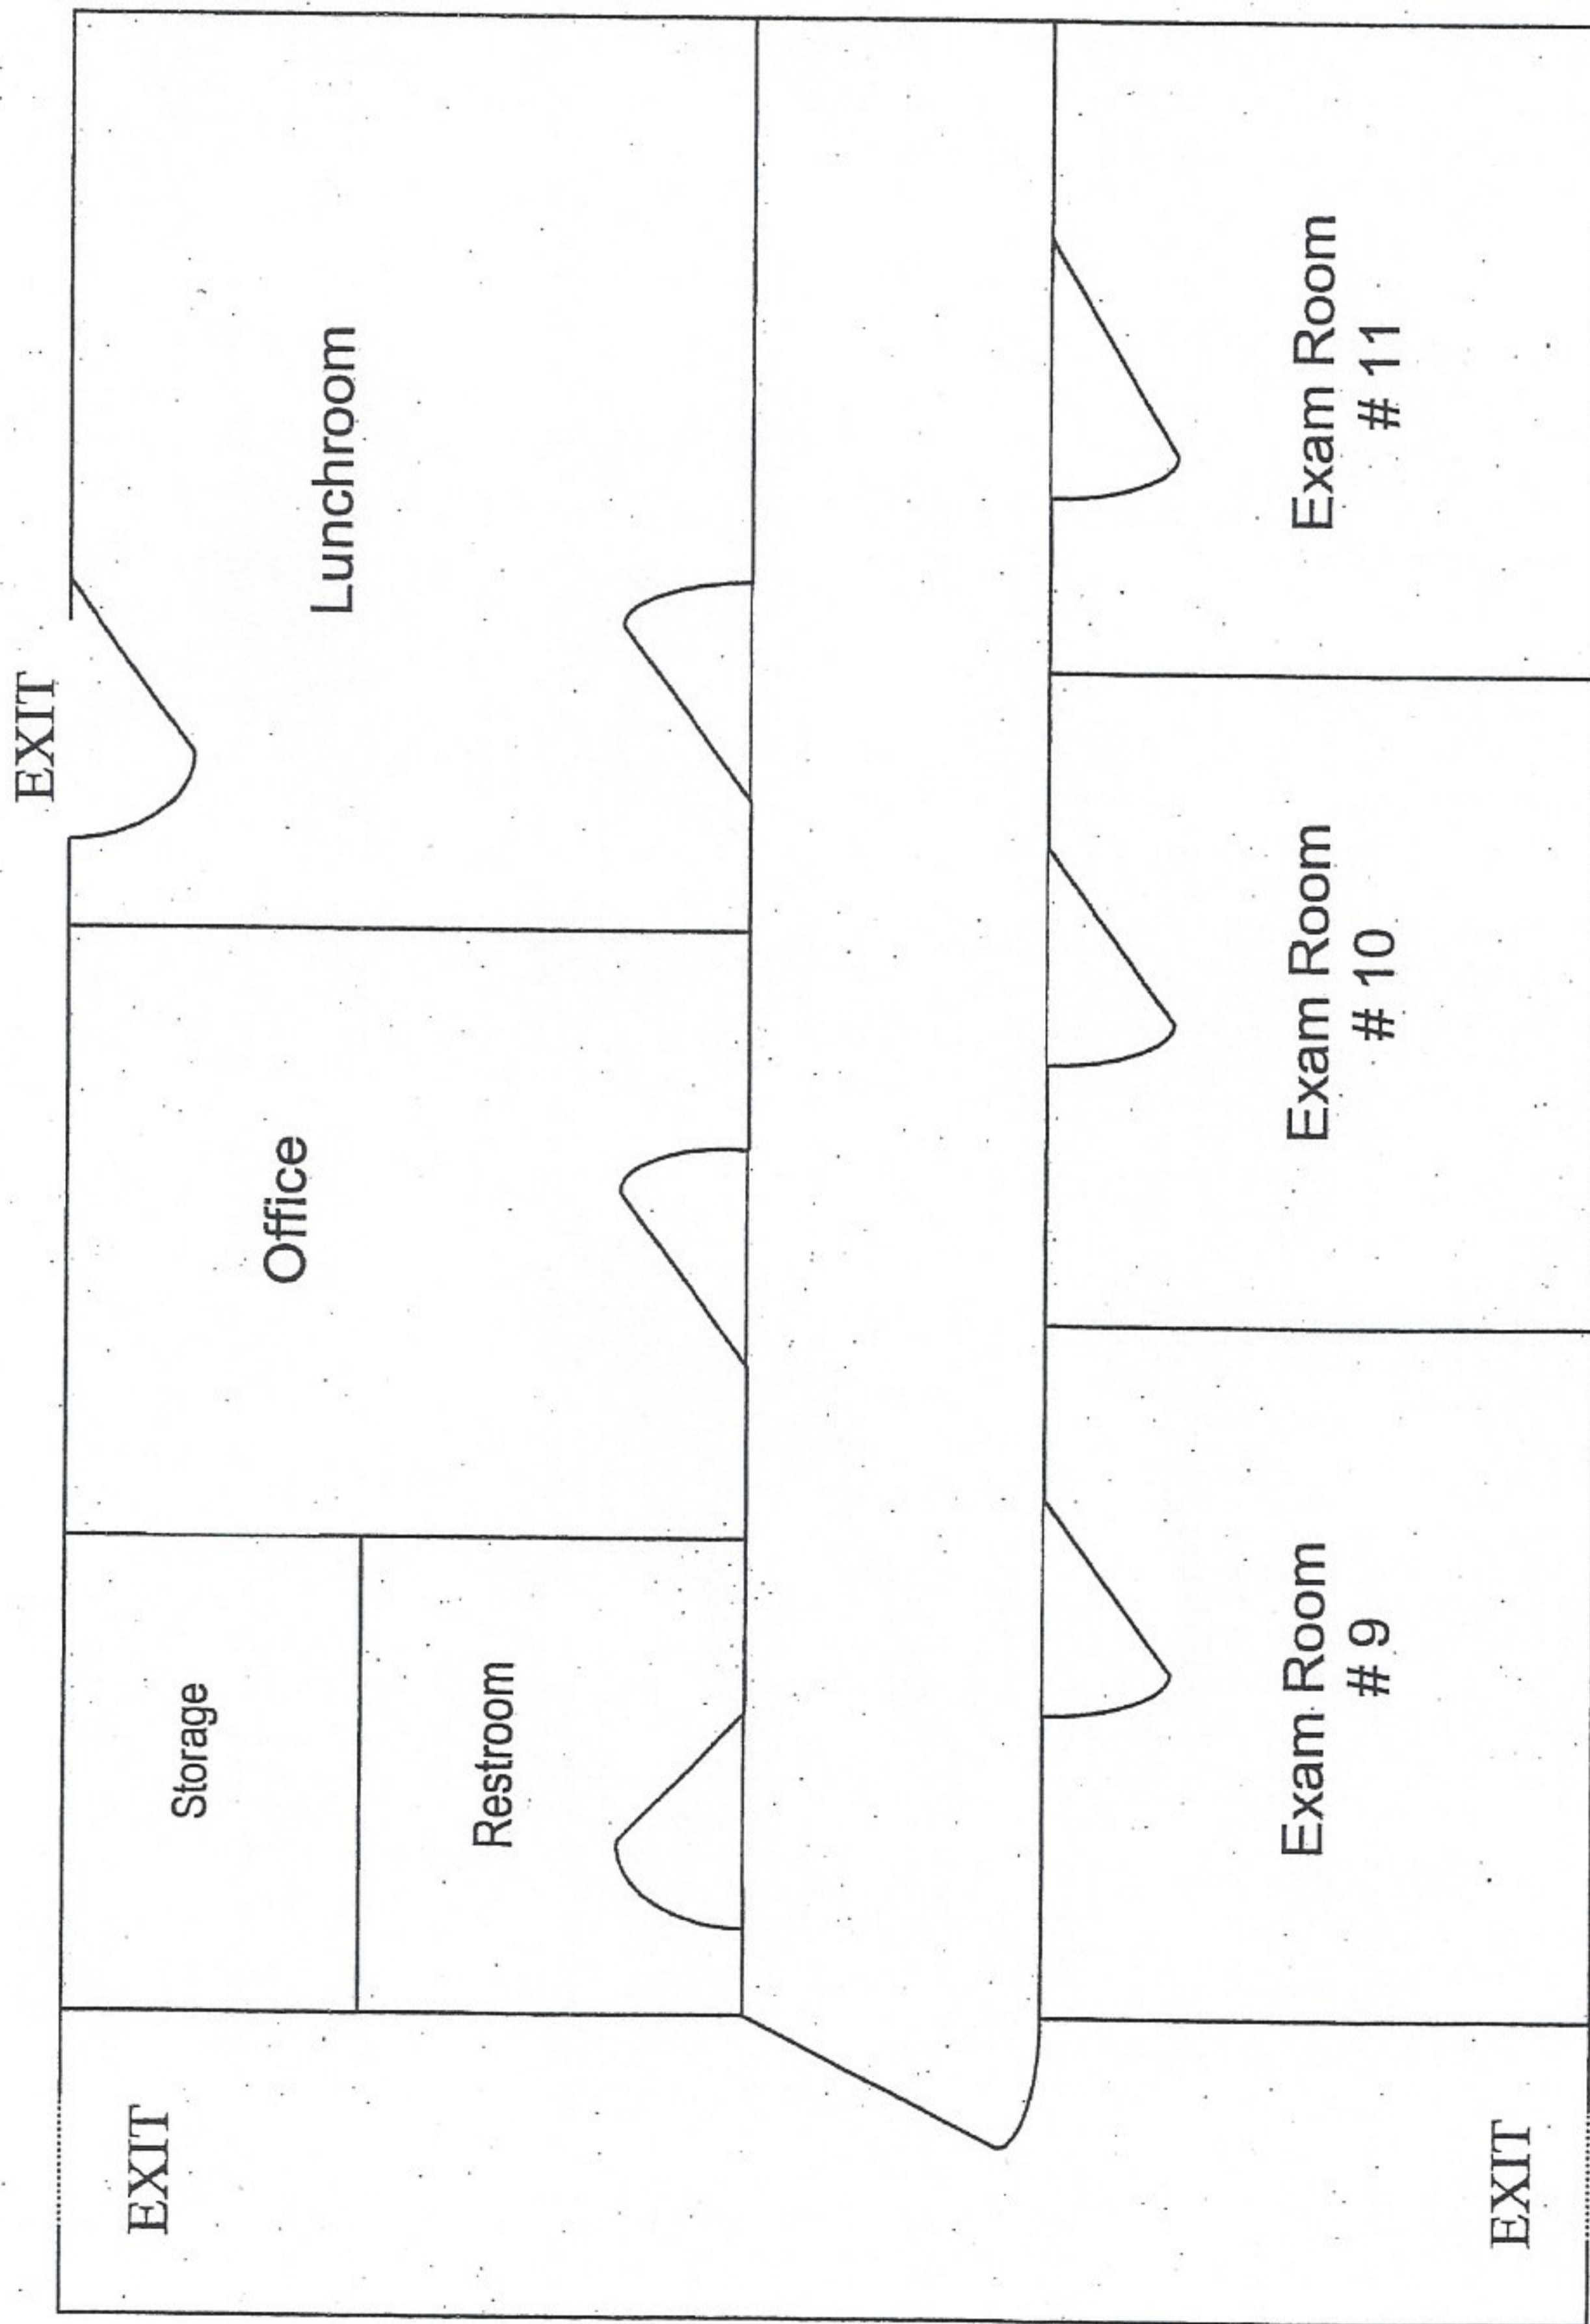 EXIT
Lunchroom
Office
Storage
Restroom
EXIT
Exam Room
# 11
Exam Room
# 10
Exam Room
# 9
EXIT